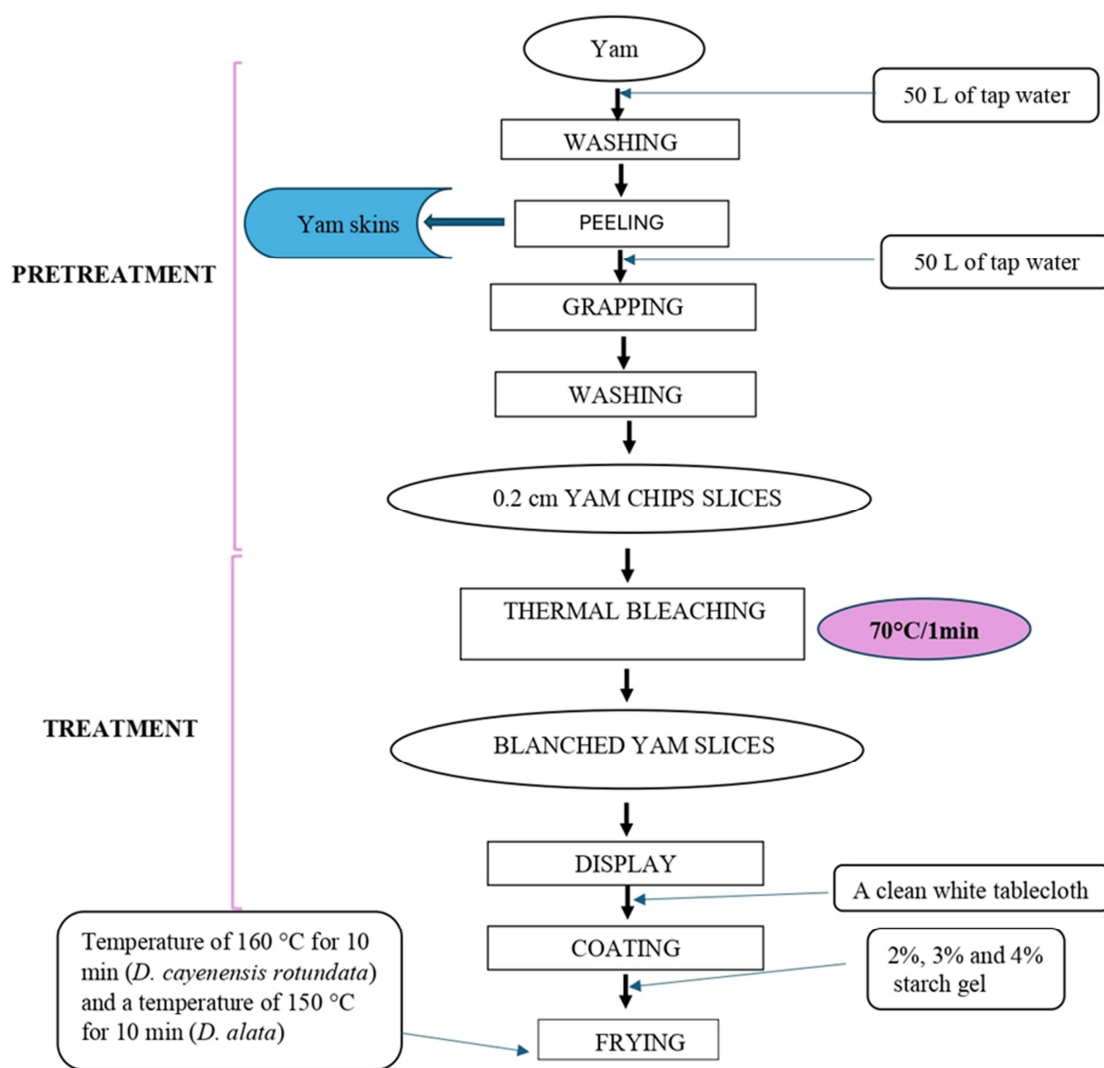 Yam
50 L of tap water
WASHING
Yam skins
PEELING
PRETREATMENT
50 L of tap water
GRAPPING
WASHING
0.2 cm YAM CHIPS SLICES
THERMAL BLEACHING
70°C/1min
TREATMENT
BLANCHED YAM SLICES
DISPLAY
A clean white tablecloth
COATING
2%, 3% and 4%
starch gel
Temperature of 160 °C for 10
min (D. cayenensis rotundata)
and a temperature of 150 °C
for 10 min (D. alata)
FRYING